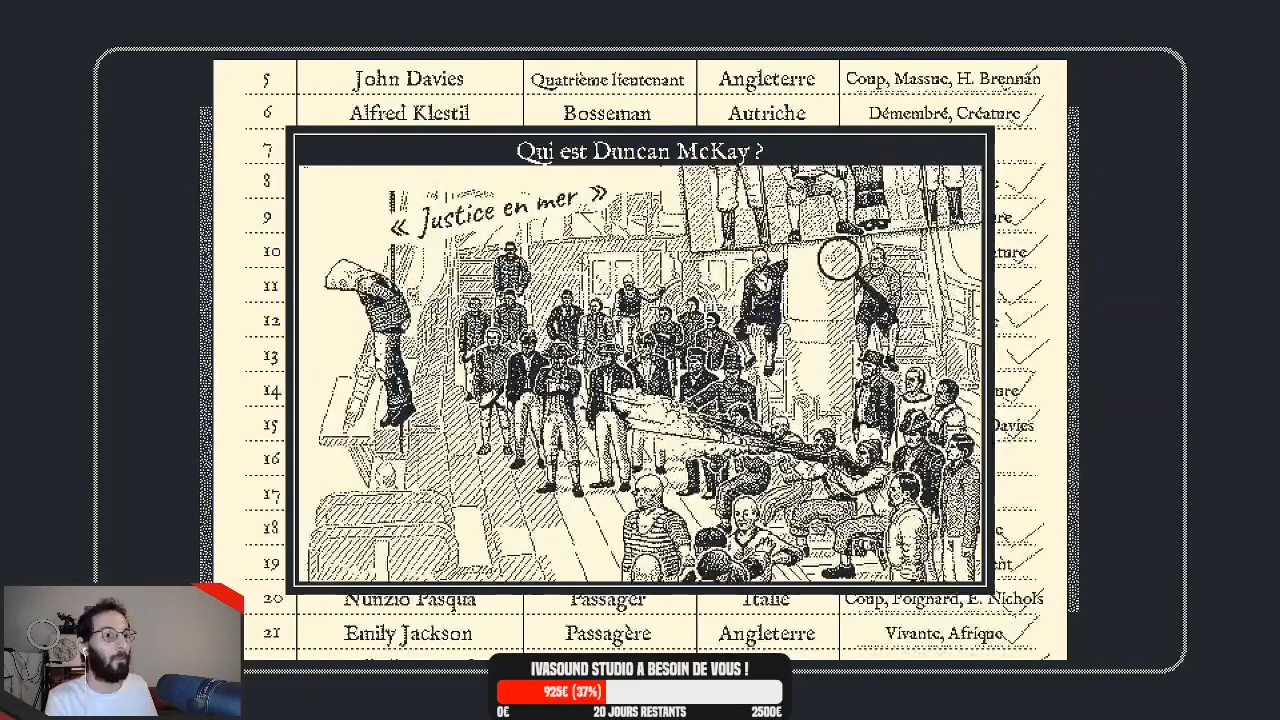 5 John Davies Quatrième lieutenant Angleterre Coup, Massue, H. Brennan
6 Alfred Klestil Bosseman Autriche Démembré, Créature
7
Qui est Duncan McKay ?
8
« Justice en mer »
9
10
11
12
13
14
15 Davies
16
17
18
19
20 Nunzio Pasqua Passager Italie Coup, Poignard, E. Nichols
21 Emily Jackson Passagère Angleterre Vivante, Afrique
IVASOUND STUDIO A BESOIN DE VOUS !
925€ (37%)
0€ 20 JOURS RESTANTS 2500€